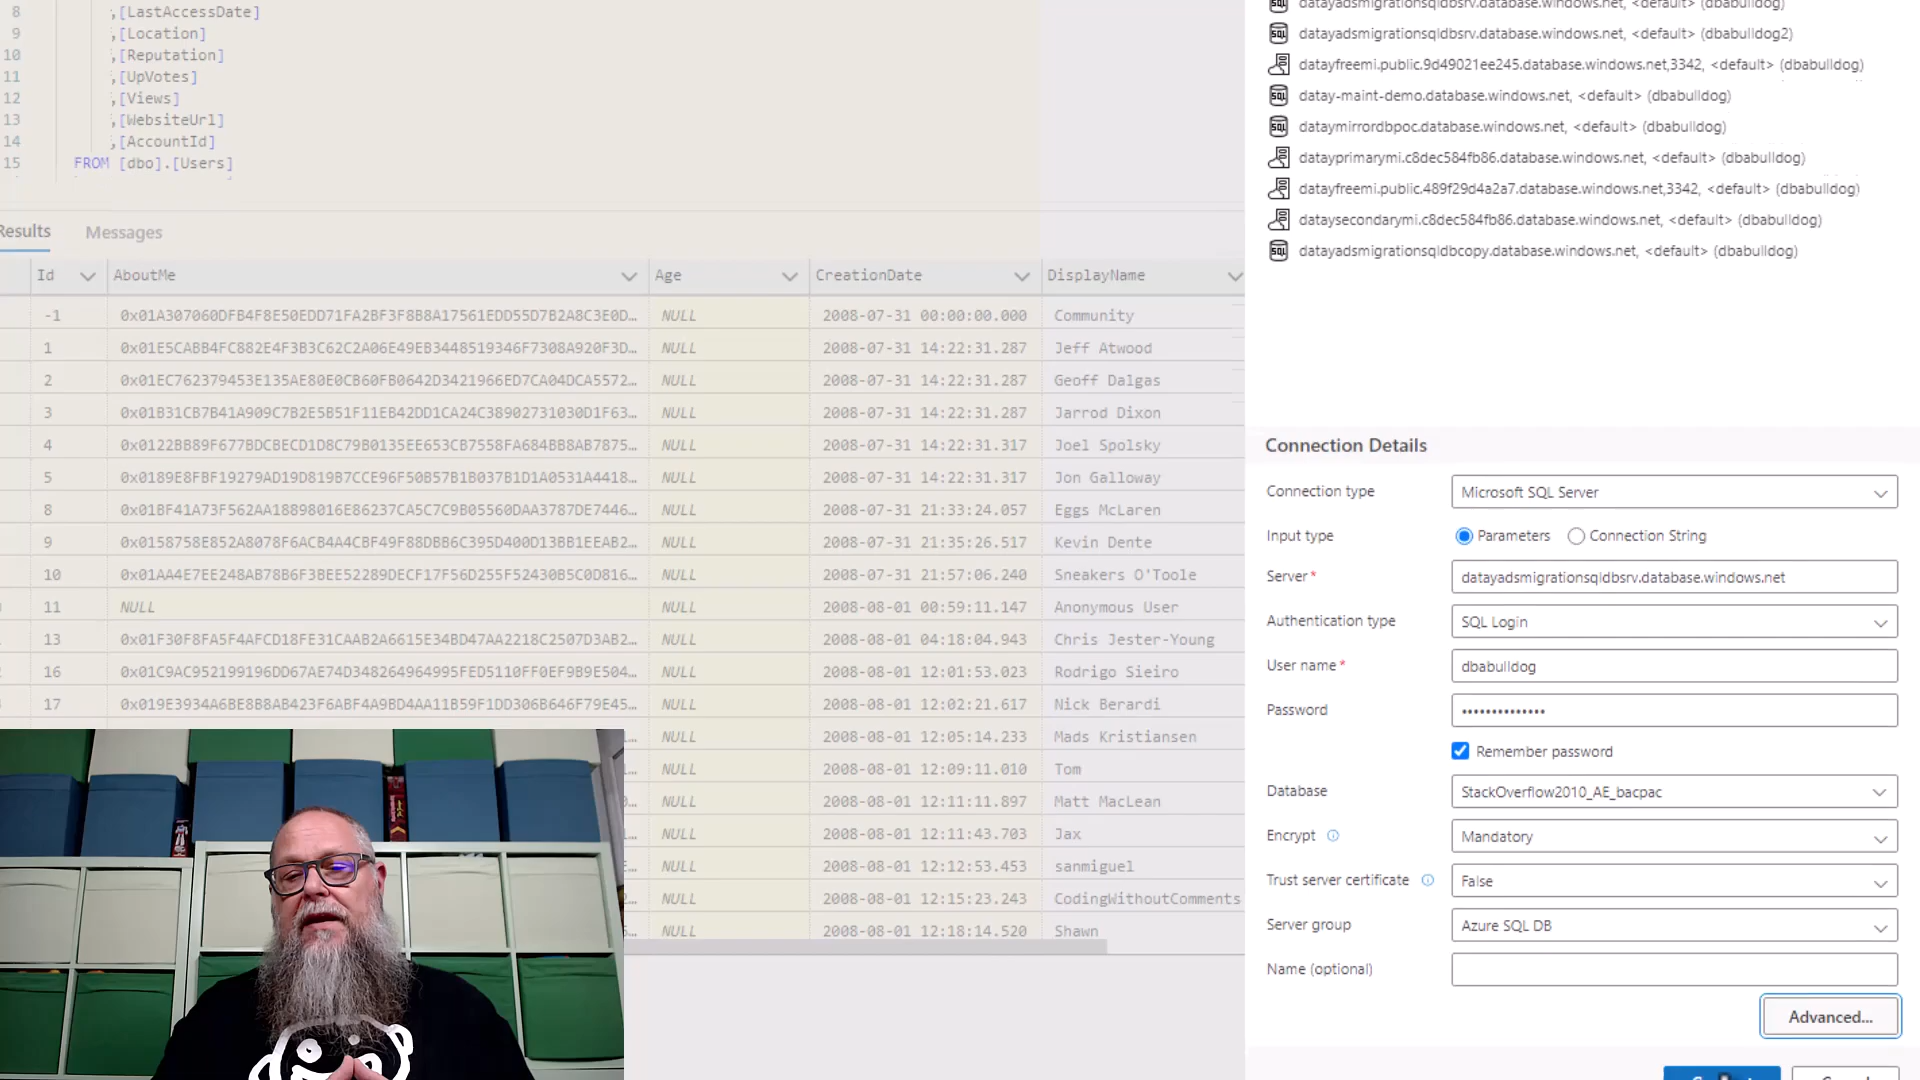 8 ,[LastAccessDate]
9 ,[Location]
10 ,[Reputation]
11 ,[UpVotes]
12 ,[Views]
13 ,[WebsiteUrl]
14 ,[AccountId]
15 FROM [dbo].[Users]
Results Messages
Id AboutMe Age CreationDate DisplayName
-1 0x01A307060DFB4F8E50EDD71FA2BF3F8B8A17561EDD55D7B2A8C3E0D… NULL 2008-07-31 00:00:00.000 Community
1 0x01E5CABB4FC882E4F3B3C62C2A06E49EB3448519346F7308A920F3D… NULL 2008-07-31 14:22:31.287 Jeff Atwood
2 0x01EC762379453E135AE80E0CB60FB0642D3421966ED7CA04DCA5572… NULL 2008-07-31 14:22:31.287 Geoff Dalgas
3 0x01B31CB7B41A909C7B2E5B51F11EB42DD1CA24C38902731030D1F63… NULL 2008-07-31 14:22:31.287 Jarrod Dixon
4 0x0122BB89F677BDCBECD1D8C79B0135EE653CB7558FA684BB8AB7875… NULL 2008-07-31 14:22:31.317 Joel Spolsky
5 0x0189E8FBF19279AD19D819B7CCE96F50B57B1B037B1D1A0531A4418… NULL 2008-07-31 14:22:31.317 Jon Galloway
8 0x01BF41A73F562AA18898016E86237CA5C7C9B05560DAA3787DE7446… NULL 2008-07-31 21:33:24.057 Eggs McLaren
9 0x0158758E852A8078F6ACB4A4CBF49F88DBB6C395D400D13BB1EEAB2… NULL 2008-07-31 21:35:26.517 Kevin Dente
10 0x01AA4E7EE248AB78B6F3BEE52289DECF17F56D255F52430B5C0D816… NULL 2008-07-31 21:57:06.240 Sneakers O'Toole
11 NULL NULL 2008-08-01 00:59:11.147 Anonymous User
13 0x01F30F8FA5F4AFCD18FE31CAAB2A6615E34BD47AA2218C2507D3AB2… NULL 2008-08-01 04:18:04.943 Chris Jester-Young
16 0x01C9AC952199196DD67AE74D348264964995FED5110FF0EF9B9E504… NULL 2008-08-01 12:01:53.023 Rodrigo Sieiro
17 0x019E3934A6BE8B8AB423F6ABF4A9BD4AA11B59F1DD306B646F79E45… NULL 2008-08-01 12:02:21.617 Nick Berardi
NULL 2008-08-01 12:05:14.233 Mads Kristiansen
NULL 2008-08-01 12:09:11.010 Tom
NULL 2008-08-01 12:11:11.897 Matt MacLean
NULL 2008-08-01 12:11:43.703 Jax
NULL 2008-08-01 12:12:53.453 sanmiguel
NULL 2008-08-01 12:15:23.243 CodingWithoutComments
NULL 2008-08-01 12:18:14.520 Shawn
datayadsmigrationsqldbsrv.database.windows.net, <default> (dbabulldog)
datayadsmigrationsqldbsrv.database.windows.net, <default> (dbabulldog2)
datayfreemi.public.9d49021ee245.database.windows.net,3342, <default> (dbabulldog)
datay-maint-demo.database.windows.net, <default> (dbabulldog)
dataymirrordbpoc.database.windows.net, <default> (dbabulldog)
datayprimarymi.c8dec584fb86.database.windows.net, <default> (dbabulldog)
datayfreemi.public.489f29d4a2a7.database.windows.net,3342, <default> (dbabulldog)
dataysecondarymi.c8dec584fb86.database.windows.net, <default> (dbabulldog)
datayadsmigrationsqldbcopy.database.windows.net, <default> (dbabulldog)
Connection Details
Connection type Microsoft SQL Server
Input type Parameters Connection String
Server* datayadsmigrationsqldbsrv.database.windows.net
Authentication type SQL Login
User name* dbabulldog
Password ••••••••••••••
Remember password
Database StackOverflow2010_AE_bacpac
Encrypt Mandatory
Trust server certificate False
Server group Azure SQL DB
Name (optional)
Advanced...